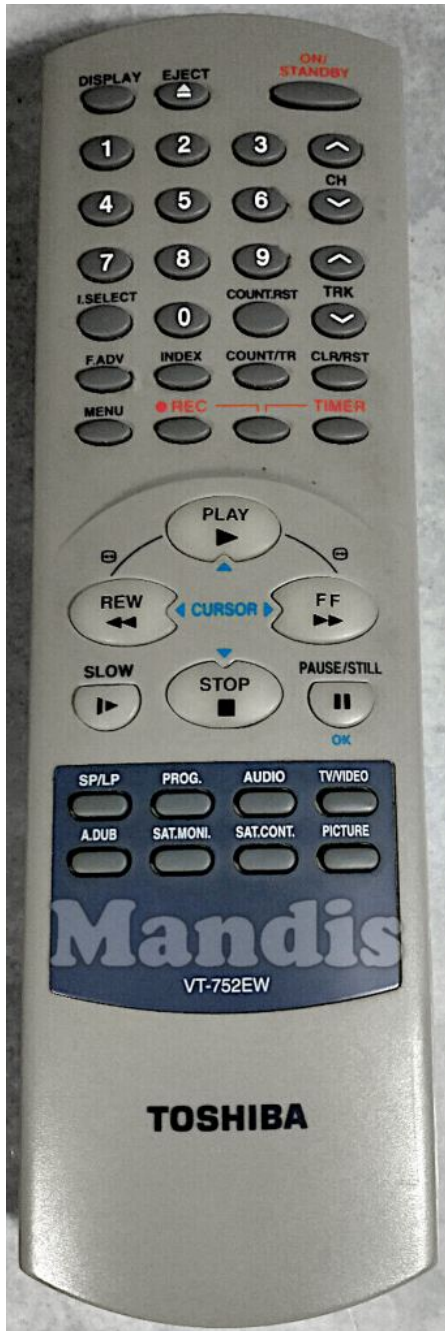 ON/
DISPLAY EJECT STANDBY
1 2 3
CH
4 5 6
7 8 9
I.SELECT COUNT.RST TRK
0
F.ADV INDEX COUNT/TR CLR/RST
MENU REC TIMER
PLAY
REW CURSOR FF
SLOW STOP PAUSE/STILL
OK
SP/LP PROG. AUDIO TV/VIDEO
A.DUB SAT.MONI. SAT.CONT. PICTURE
Mandis
VT-752EW
TOSHIBA